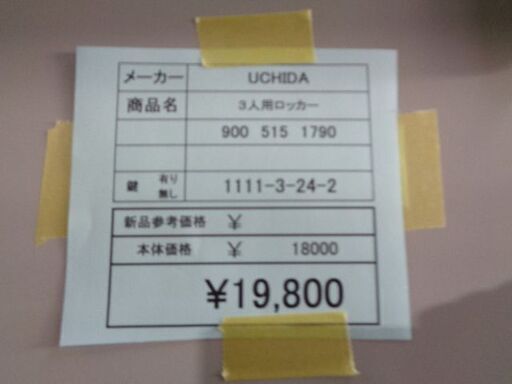 メーカー UCHIDA
商品名 3人用ロッカー
900 515 1790
鍵 有り 無し 1111-3-24-2
新品参考価格 ¥
本体価格 ¥ 18000
¥19,800